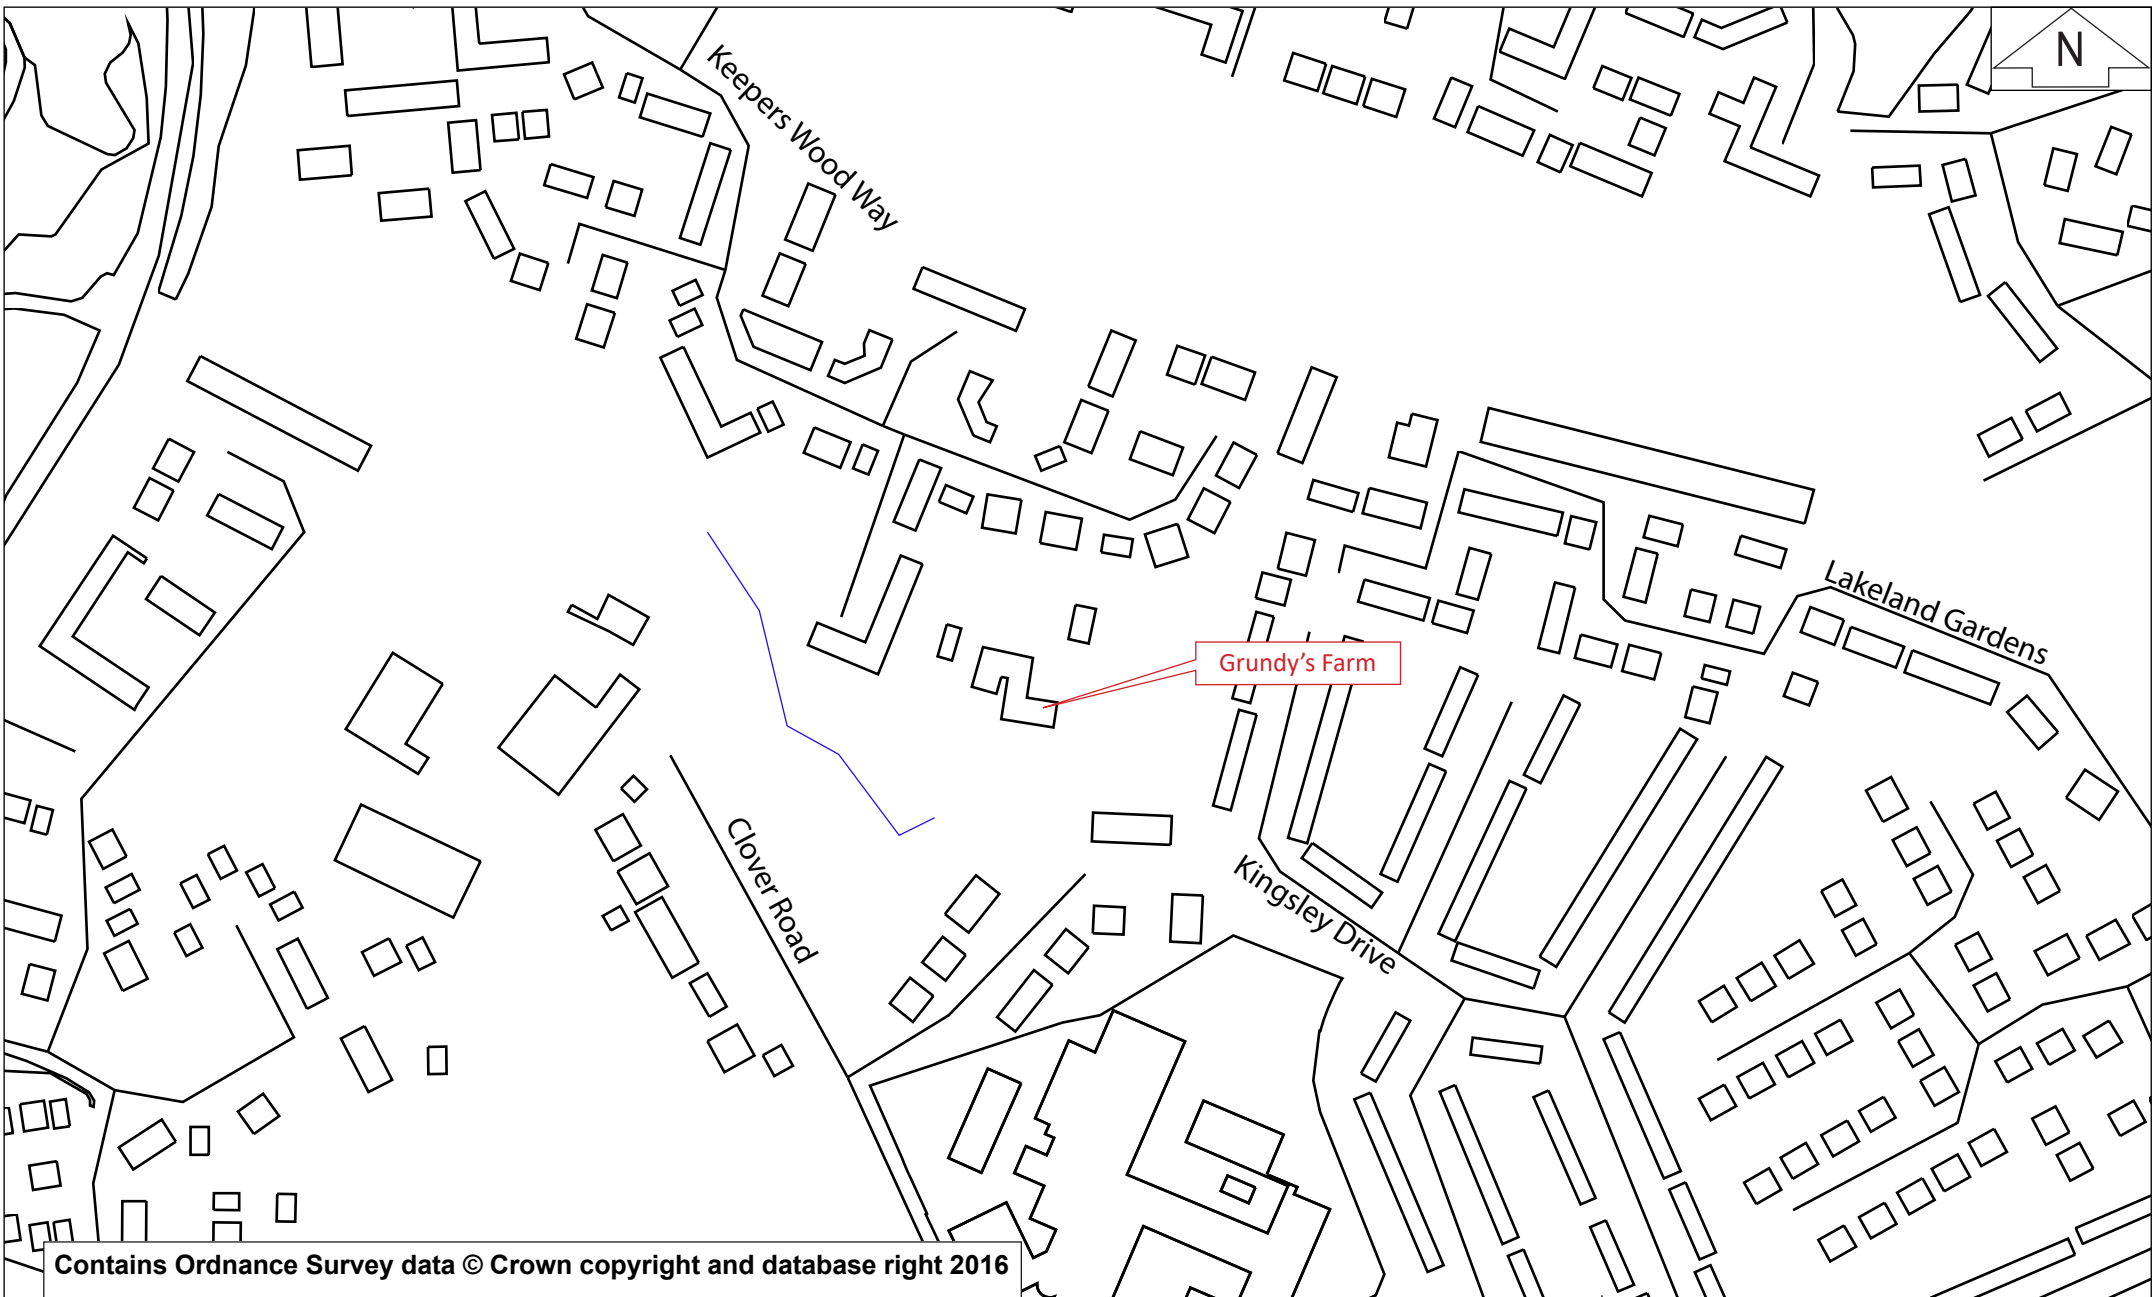 N
Keepers Wood Way
Lakeland Gardens
Grundy’s Farm
Clover Road
Kingsley Drive
Contains Ordnance Survey data © Crown copyright and database right 2016